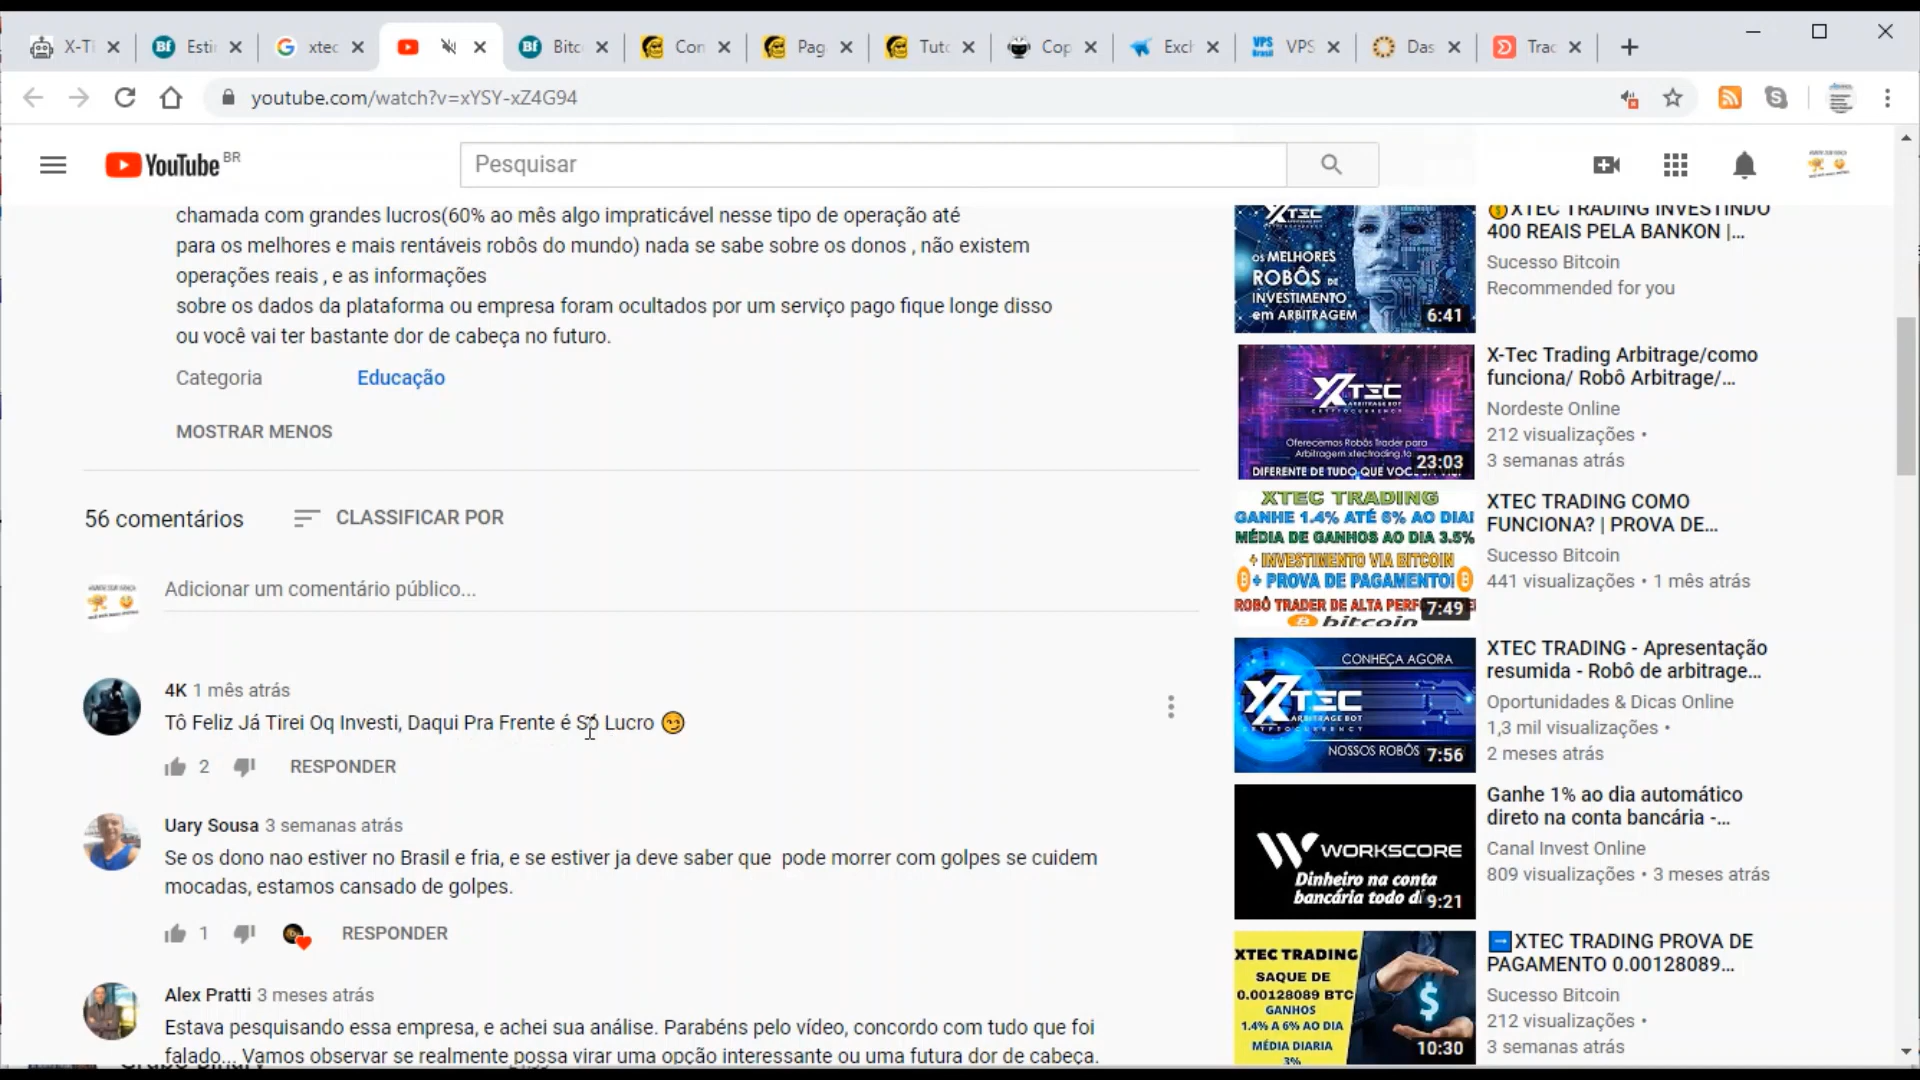 X-TI
Esti
xtec
Bitc
Con
Pag
Tuto
Cop
Exch
VPS
Das
Trac
youtube.com/watch?v=xYSY-xZ4G94
YouTube BR
Pesquisar
chamada com grandes lucros(60% ao mês algo impraticável nesse tipo de operação até
para os melhores e mais rentáveis robôs do mundo) nada se sabe sobre os donos , não existem
operações reais , e as informações
sobre os dados da plataforma ou empresa foram ocultados por um serviço pago fique longe disso
ou você vai ter bastante dor de cabeça no futuro.
Categoria Educação
MOSTRAR MENOS
56 comentários
CLASSIFICAR POR
Adicionar um comentário público...
4K 1 mês atrás
Tô Feliz Já Tirei Oq Investi, Daqui Pra Frente é Só Lucro 😏
2 RESPONDER
Uary Sousa 3 semanas atrás
Se os dono nao estiver no Brasil e fria, e se estiver ja deve saber que pode morrer com golpes se cuidem
mocadas, estamos cansado de golpes.
1 RESPONDER
Alex Pratti 3 meses atrás
Estava pesquisando essa empresa, e achei sua análise. Parabéns pelo vídeo, concordo com tudo que foi
falado... Vamos observar se realmente possa virar uma opção interessante ou uma futura dor de cabeça.
XTEC
OS MELHORES
ROBÔS DE
INVESTIMENTO
em ARBITRAGEM
6:41
XTEC TRADING INVESTINDO
400 REAIS PELA BANKON |...
Sucesso Bitcoin
Recommended for you
XTEC
ARBITRAGE BOT
CRYPTOCURRENCY
Oferecemos Robôs Trader para
Arbitragem xtectrading.to
DIFERENTE DE TUDO QUE VOCÊ
23:03
X-Tec Trading Arbitrage/como
funciona/ Robô Arbitrage/...
Nordeste Online
212 visualizações •
3 semanas atrás
XTEC TRADING
GANHE 1.4% ATÉ 6% AO DIA!
MÉDIA DE GANHOS AO DIA 3.5%
+ INVESTIMENTO VIA BITCOIN
+ PROVA DE PAGAMENTO!
ROBÔ TRADER DE ALTA PERF
bitcoin
7:49
XTEC TRADING COMO
FUNCIONA? | PROVA DE...
Sucesso Bitcoin
441 visualizações • 1 mês atrás
CONHEÇA AGORA
XTEC
ARBITRAGE BOT
CRYPTOCURRENCY
NOSSOS ROBÔS
7:56
XTEC TRADING - Apresentação
resumida - Robô de arbitrage...
Oportunidades & Dicas Online
1,3 mil visualizações •
2 meses atrás
WORKSCORE
Dinheiro na conta
bancária todo di
9:21
Ganhe 1% ao dia automático
direto na conta bancária -...
Canal Invest Online
809 visualizações • 3 meses atrás
XTEC TRADING
SAQUE DE
0.00128089 BTC
GANHOS
1.4% A 6% AO DIA
MÉDIA DIARIA
3%
10:30
XTEC TRADING PROVA DE
PAGAMENTO 0.00128089...
Sucesso Bitcoin
212 visualizações •
3 semanas atrás